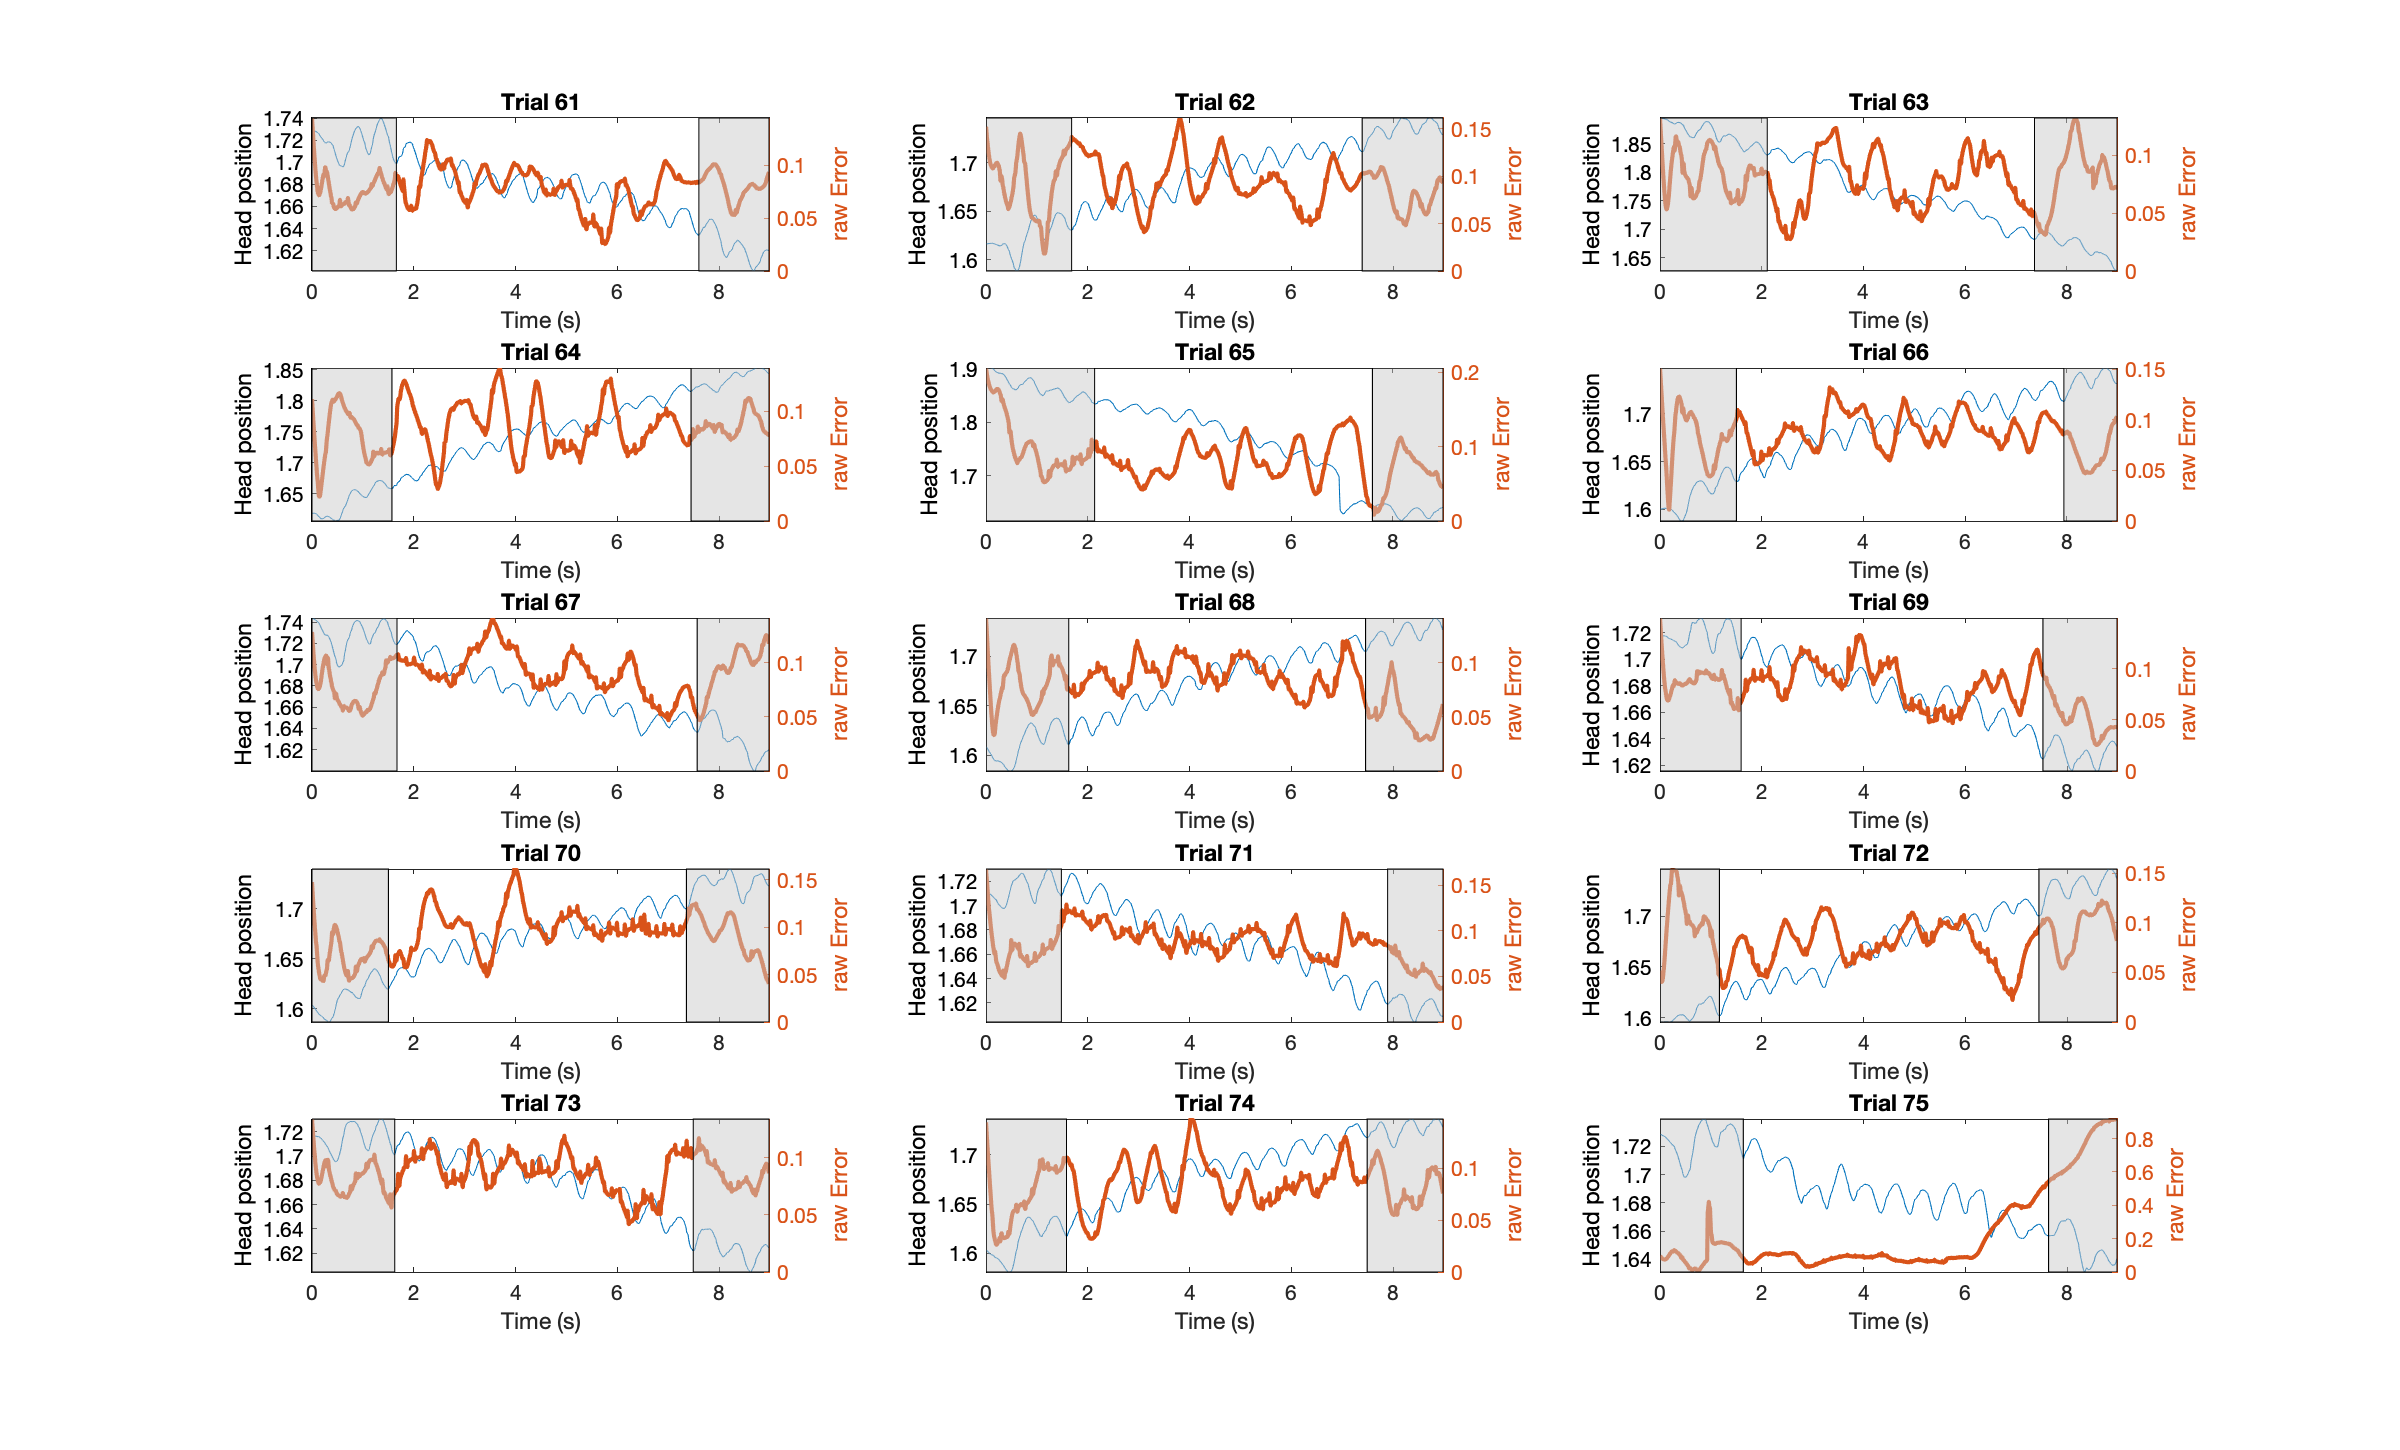 Trial 61
Head position
1.74
1.72
1.7
1.68
1.66
1.64
1.62
0.1
0.05
0
raw Error
0 2 4 6 8
Time (s)
Trial 62
Head position
1.7
1.65
1.6
0.15
0.1
0.05
0
raw Error
0 2 4 6 8
Time (s)
Trial 63
Head position
1.85
1.8
1.75
1.7
1.65
0.1
0.05
0
raw Error
0 2 4 6 8
Time (s)
Trial 64
Head position
1.85
1.8
1.75
1.7
1.65
0.1
0.05
0
raw Error
0 2 4 6 8
Time (s)
Trial 65
Head position
1.9
1.8
1.7
0.2
0.1
0
raw Error
0 2 4 6 8
Time (s)
Trial 66
Head position
1.7
1.65
1.6
0.15
0.1
0.05
0
raw Error
0 2 4 6 8
Time (s)
Trial 67
Head position
1.74
1.72
1.7
1.68
1.66
1.64
1.62
0.1
0.05
0
raw Error
0 2 4 6 8
Time (s)
Trial 68
Head position
1.7
1.65
1.6
0.1
0.05
0
raw Error
0 2 4 6 8
Time (s)
Trial 69
Head position
1.72
1.7
1.68
1.66
1.64
1.62
0.1
0.05
0
raw Error
0 2 4 6 8
Time (s)
Trial 70
Head position
1.7
1.65
1.6
0.15
0.1
0.05
0
raw Error
0 2 4 6 8
Time (s)
Trial 71
Head position
1.72
1.7
1.68
1.66
1.64
1.62
0.15
0.1
0.05
0
raw Error
0 2 4 6 8
Time (s)
Trial 72
Head position
1.7
1.65
1.6
0.15
0.1
0.05
0
raw Error
0 2 4 6 8
Time (s)
Trial 73
Head position
1.72
1.7
1.68
1.66
1.64
1.62
0.1
0.05
0
raw Error
0 2 4 6 8
Time (s)
Trial 74
Head position
1.7
1.65
1.6
0.1
0.05
0
raw Error
0 2 4 6 8
Time (s)
Trial 75
Head position
1.72
1.7
1.68
1.66
1.64
0.8
0.6
0.4
0.2
0
raw Error
0 2 4 6 8
Time (s)